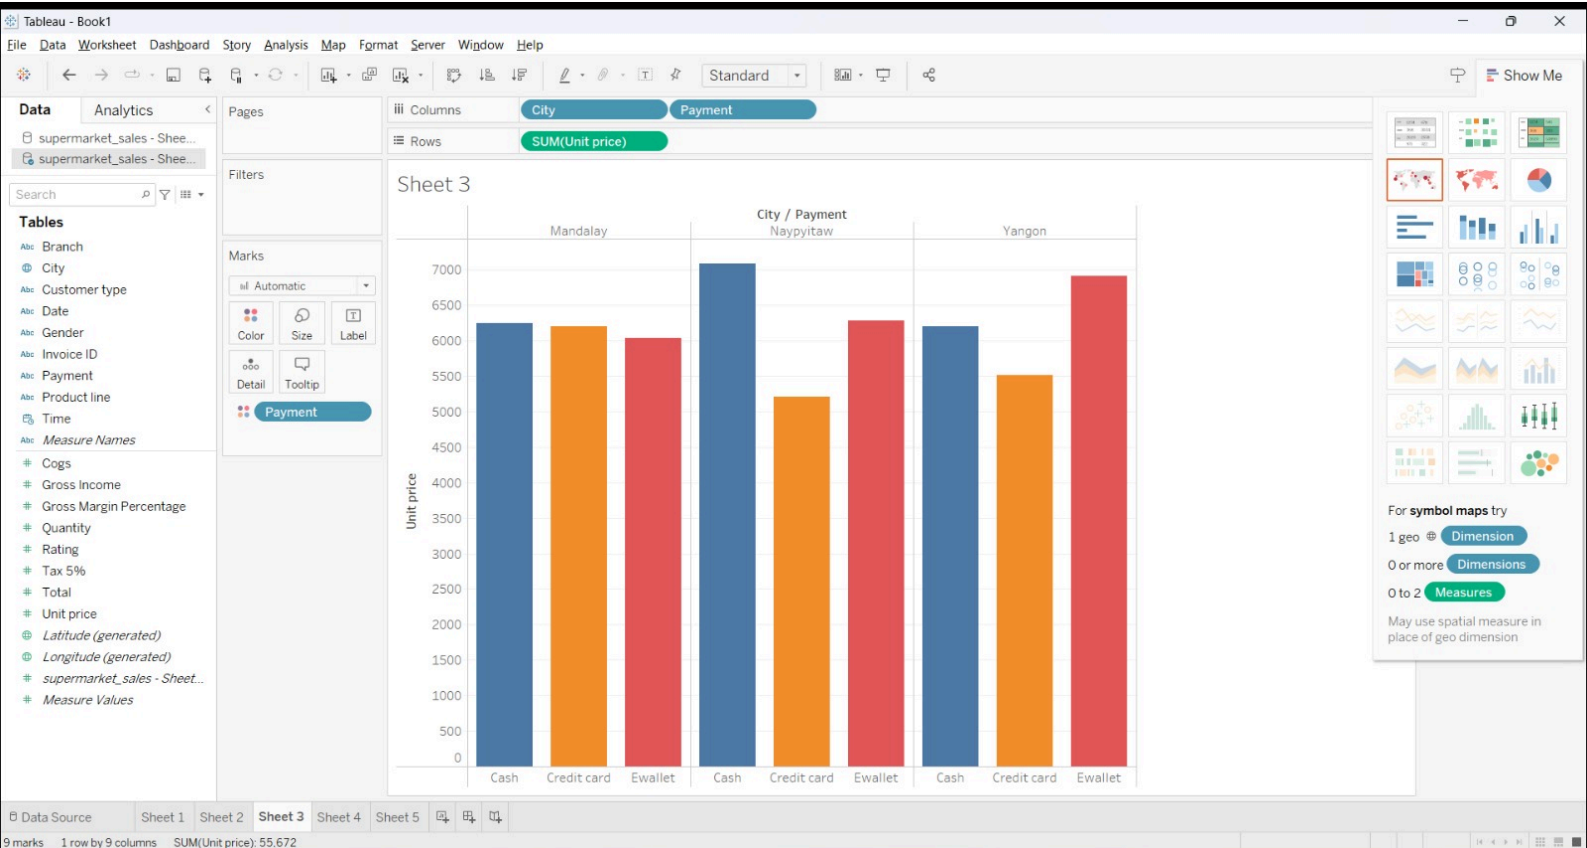 Tableau - Book1
File Data Worksheet Dashboard Story Analysis Map Format Server Window Help
Standard
Show Me
Data Analytics
supermarket_sales - Shee...
supermarket_sales - Shee...
Search
Tables
Abc Branch
City
Abc Customer type
Abc Date
Abc Gender
Abc Invoice ID
Abc Payment
Abc Product line
Time
Abc Measure Names
# Cogs
# Gross Income
# Gross Margin Percentage
# Quantity
# Rating
# Tax 5%
# Total
# Unit price
Latitude (generated)
Longitude (generated)
# supermarket_sales - Sheet...
# Measure Values
Pages
Filters
Marks
Automatic
Color Size Label
Detail Tooltip
Payment
Columns City Payment
Rows SUM(Unit price)
Sheet 3
City / Payment
Mandalay Naypyitaw Yangon
Unit price
7000
6500
6000
5500
5000
4500
4000
3500
3000
2500
2000
1500
1000
500
0
Cash Credit card Ewallet Cash Credit card Ewallet Cash Credit card Ewallet
For symbol maps try
1 geo Dimension
0 or more Dimensions
0 to 2 Measures
May use spatial measure in
place of geo dimension
Data Source Sheet 1 Sheet 2 Sheet 3 Sheet 4 Sheet 5
9 marks 1 row by 9 columns SUM(Unit price): 55,672